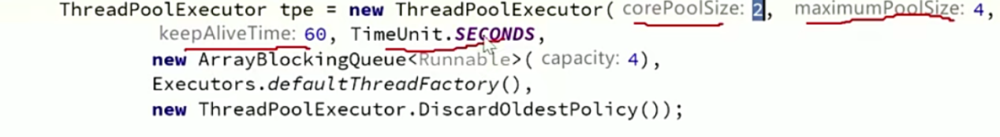 ThreadPoolExecutor tpe = new ThreadPoolExecutor( corePoolSize: 2, maximumPoolSize: 4,
keepAliveTime: 60, TimeUnit.SECONDS,
new ArrayBlockingQueue<Runnable>( capacity: 4),
Executors.defaultThreadFactory(),
new ThreadPoolExecutor.DiscardOldestPolicy());